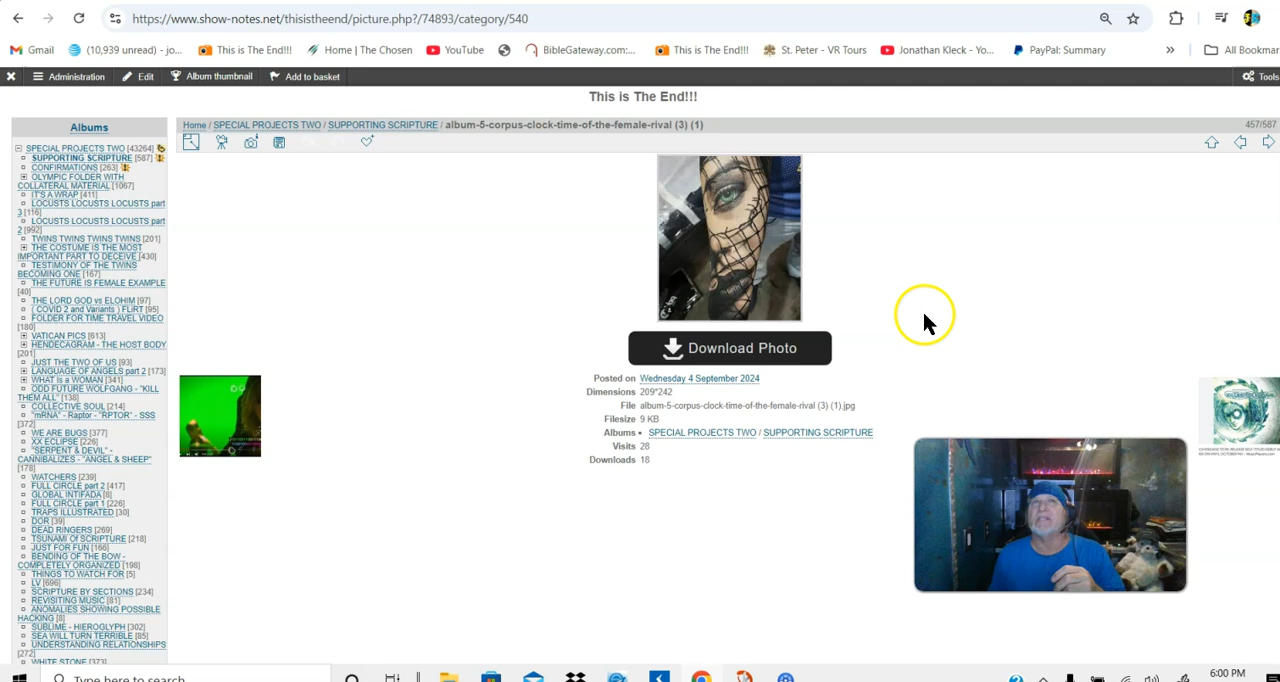 https://www.show-notes.net/thisistheend/picture.php?/74893/category/540
Gmail (10,939 unread) - jo... This is The End!!! Home | The Chosen YouTube BibleGateway.com:... This is The End!!! St. Peter - VR Tours Jonathan Kleck - Yo... PayPal: Summary » All Bookmar
Administration Edit Album thumbnail Add to basket Tools
This is The End!!!
Albums
Home / SPECIAL PROJECTS TWO / SUPPORTING SCRIPTURE / album-5-corpus-clock-time-of-the-female-rival (3) (1) 457/587
SPECIAL PROJECTS TWO [43264]
SUPPORTING SCRIPTURE [587]
CONFIRMATIONS [263]
OLYMPIC FOLDER WITH
COLLATERAL MATERIAL [1067]
IT'S A WRAP [411]
LOCUSTS LOCUSTS LOCUSTS part
3 [116]
LOCUSTS LOCUSTS LOCUSTS part
2 [992]
TWINS TWINS TWINS TWINS [201]
THE COSTUME IS THE MOST
IMPORTANT PART TO DECEIVE [430]
TESTIMONY OF THE TWINS
BECOMING ONE [167]
THE FUTURE IS FEMALE EXAMPLE
[40]
THE LORD GOD vs ELOHIM [97]
( COVID 2 and Variants ) FLIRT [95]
FOLDER FOR TIME TRAVEL VIDEO
[180]
VATICAN PICS [613]
HENDECAGRAM - THE HOST BODY
[201]
JUST THE TWO OF US [93]
LANGUAGE OF ANGELS part 2 [173]
WHAT is a WOMAN [341]
ODD FUTURE WOLFGANG - "KILL
THEM ALL" [138]
COLLECTIVE SOUL [214]
"mRNA" - Raptor - "RPTOR" - SSS
[372]
WE ARE BUGS [377]
XX ECLIPSE [226]
"SERPENT & DEVIL" -
CANNIBALIZES - "ANGEL & SHEEP"
[178]
WATCHERS [239]
FULL CIRCLE part 2 [417]
GLOBAL INTIFADA [8]
FULL CIRCLE part 1 [226]
TRAPS ILLUSTRATED [30]
DOR [39]
DEAD RINGERS [269]
TSUNAMI Of SCRIPTURE [218]
JUST FOR FUN [166]
BENDING OF THE BOW -
COMPLETELY ORGANIZED [198]
THINGS TO WATCH FOR [5]
LV [696]
SCRIPTURE BY SECTIONS [234]
REVISITING MUSIC [81]
ANOMALIES SHOWING POSSIBLE
HACKING [8]
SUBLIME - HIEROGLYPH [302]
SEA WILL TURN TERRIBLE [85]
UNDERSTANDING RELATIONSHIPS
[272]
WHITE STONE [373]
Download Photo
Posted on Wednesday 4 September 2024
Dimensions 209*242
File album-5-corpus-clock-time-of-the-female-rival (3) (1).jpg
Filesize 9 KB
Albums • SPECIAL PROJECTS TWO / SUPPORTING SCRIPTURE
Visits 28
Downloads 18
Type here to search
6:00 PM